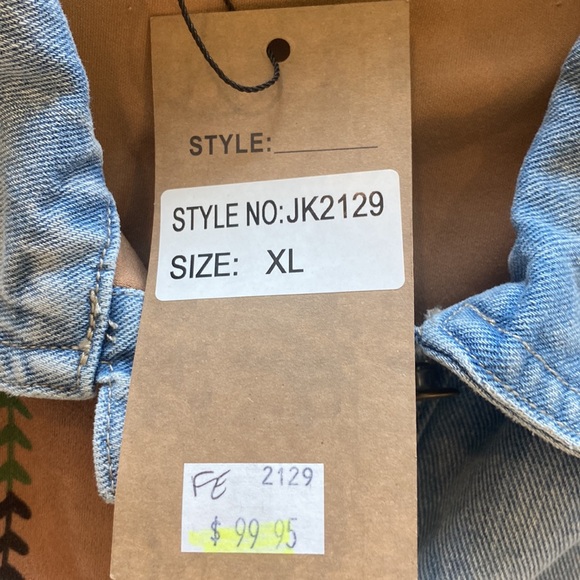 STYLE:
STYLE NO:JK2129
SIZE: XL
FE 2129
$ 99 95